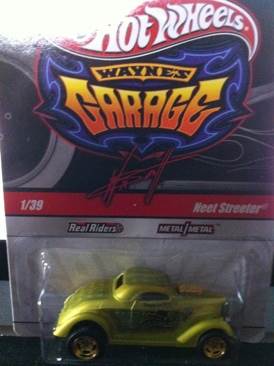 Hot Wheels
WAYNE'S
GARAGE
1/39
Neet Streeter
Real Riders
METAL/METAL